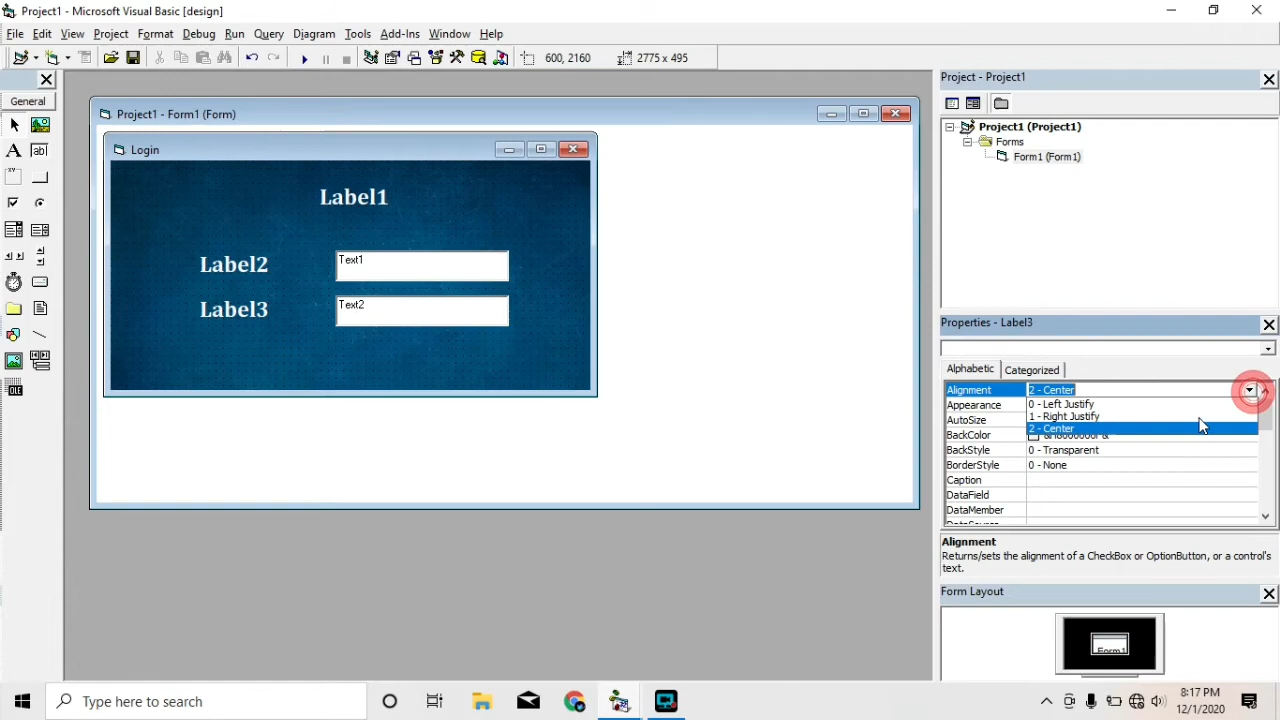 Project1 - Microsoft Visual Basic [design]
File Edit View Project Format Debug Run Query Diagram Tools Add-Ins Window Help
600, 2160 2775 x 495
General
Project1 - Form1 (Form)
Login
Label1
Label2 Text1
Label3 Text2
Project - Project1
Project1 (Project1)
Forms
Form1 (Form1)
Properties - Label3
Alphabetic Categorized
Alignment 2 - Center
0 - Left Justify
Appearance
1 - Right Justify
AutoSize
2 - Center
BackColor
BackStyle 0 - Transparent
BorderStyle 0 - None
Caption
DataField
DataMember
Alignment
Returns/sets the alignment of a CheckBox or OptionButton, or a control's
text.
Form Layout
Form1
Type here to search
8:17 PM
12/1/2020